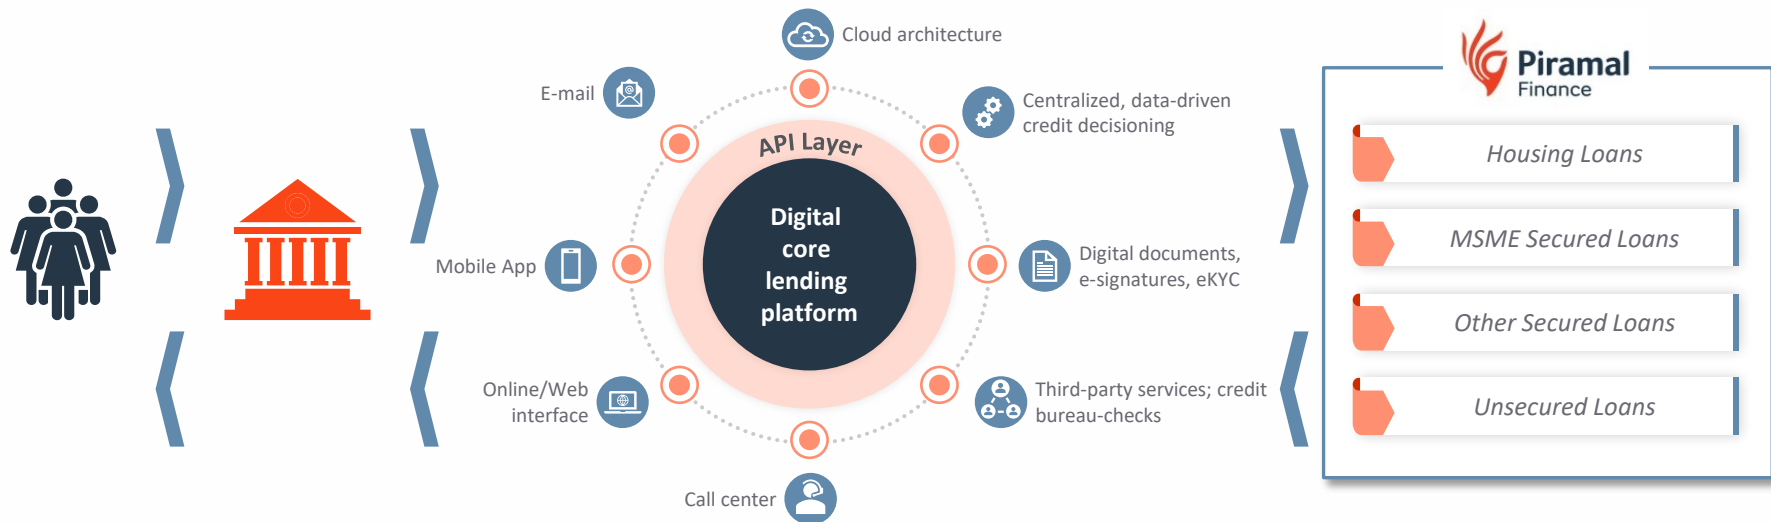 Cloud architecture
E-mail
Centralized, data-driven
credit decisioning
API Layer
Mobile App
Digital
core
lending
platform
Digital documents,
e-signatures, eKYC
Online/Web
interface
Third-party services; credit
bureau-checks
Call center
Piramal
Finance
Housing Loans
MSME Secured Loans
Other Secured Loans
Unsecured Loans